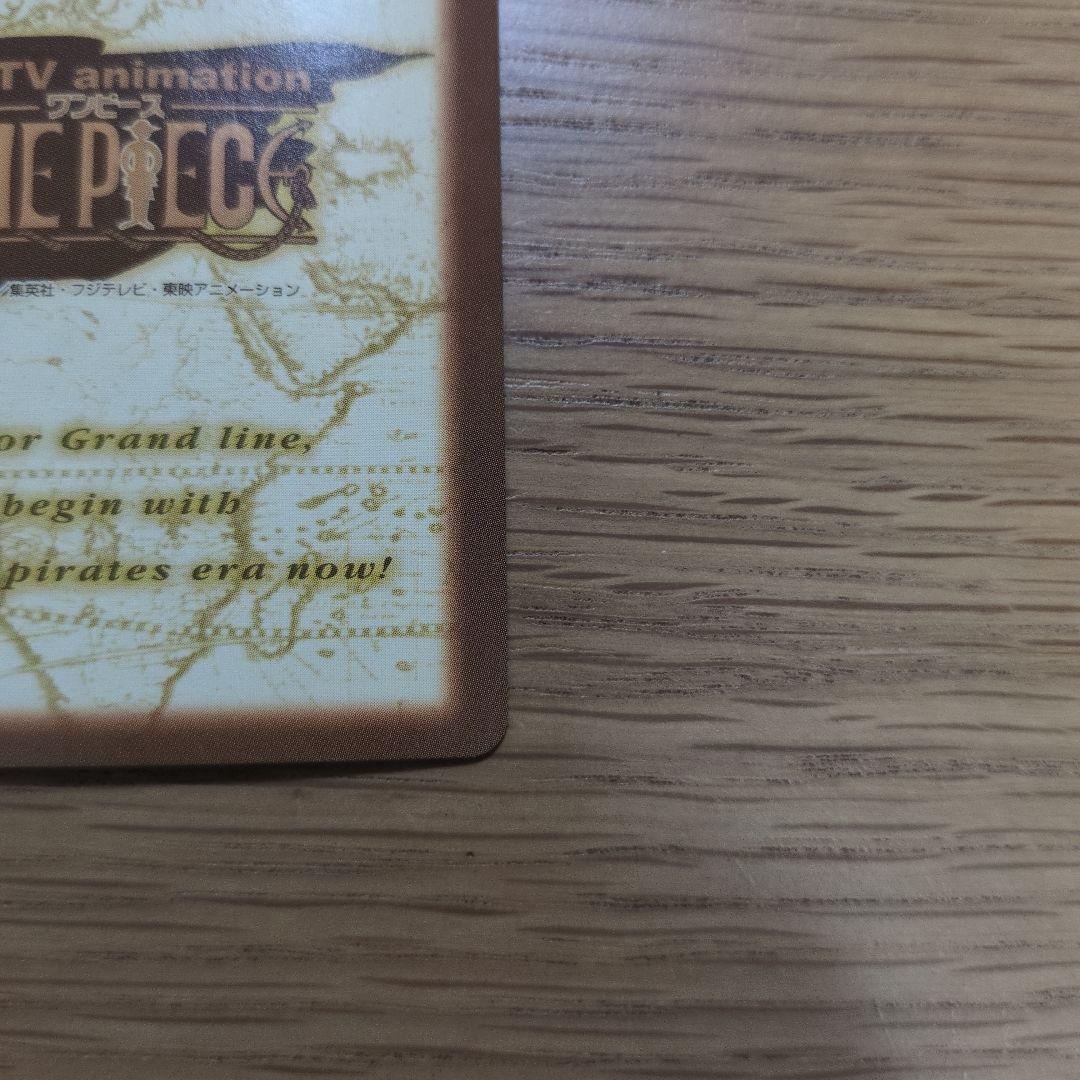 TV animation
ワンピース
NE PIECE
／集英社・フジテレビ・東映アニメーション
or Grand line,
begin with
pirates era now!